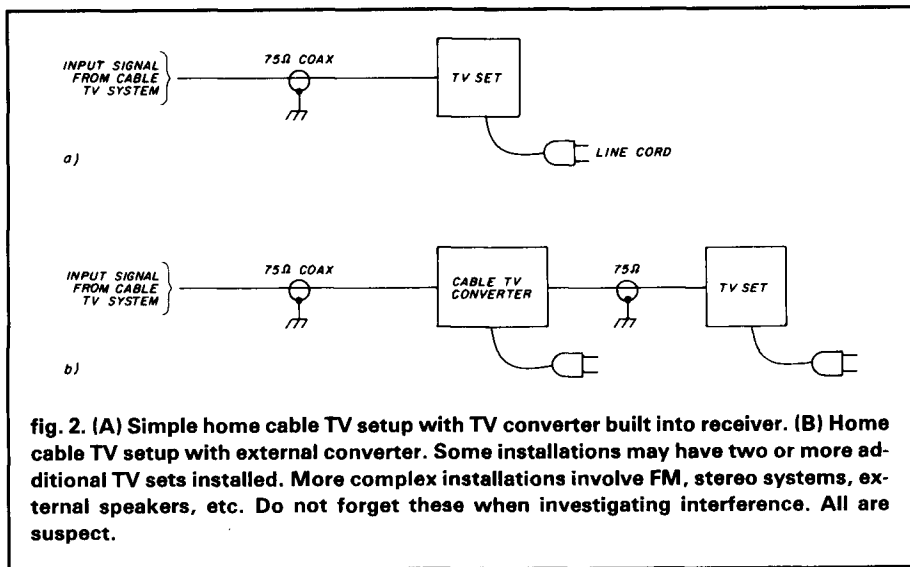 INPUT SIGNAL
FROM CABLE
TV SYSTEM
75Ω COAX
TV SET
LINE CORD
a)
INPUT SIGNAL
FROM CABLE
TV SYSTEM
75Ω COAX
CABLE TV
CONVERTER
75Ω
TV SET
b)
fig. 2. (A) Simple home cable TV setup with TV converter built into receiver. (B) Home
cable TV setup with external converter. Some installations may have two or more ad-
ditional TV sets installed. More complex installations involve FM, stereo systems, ex-
ternal speakers, etc. Do not forget these when investigating interference. All are
suspect.